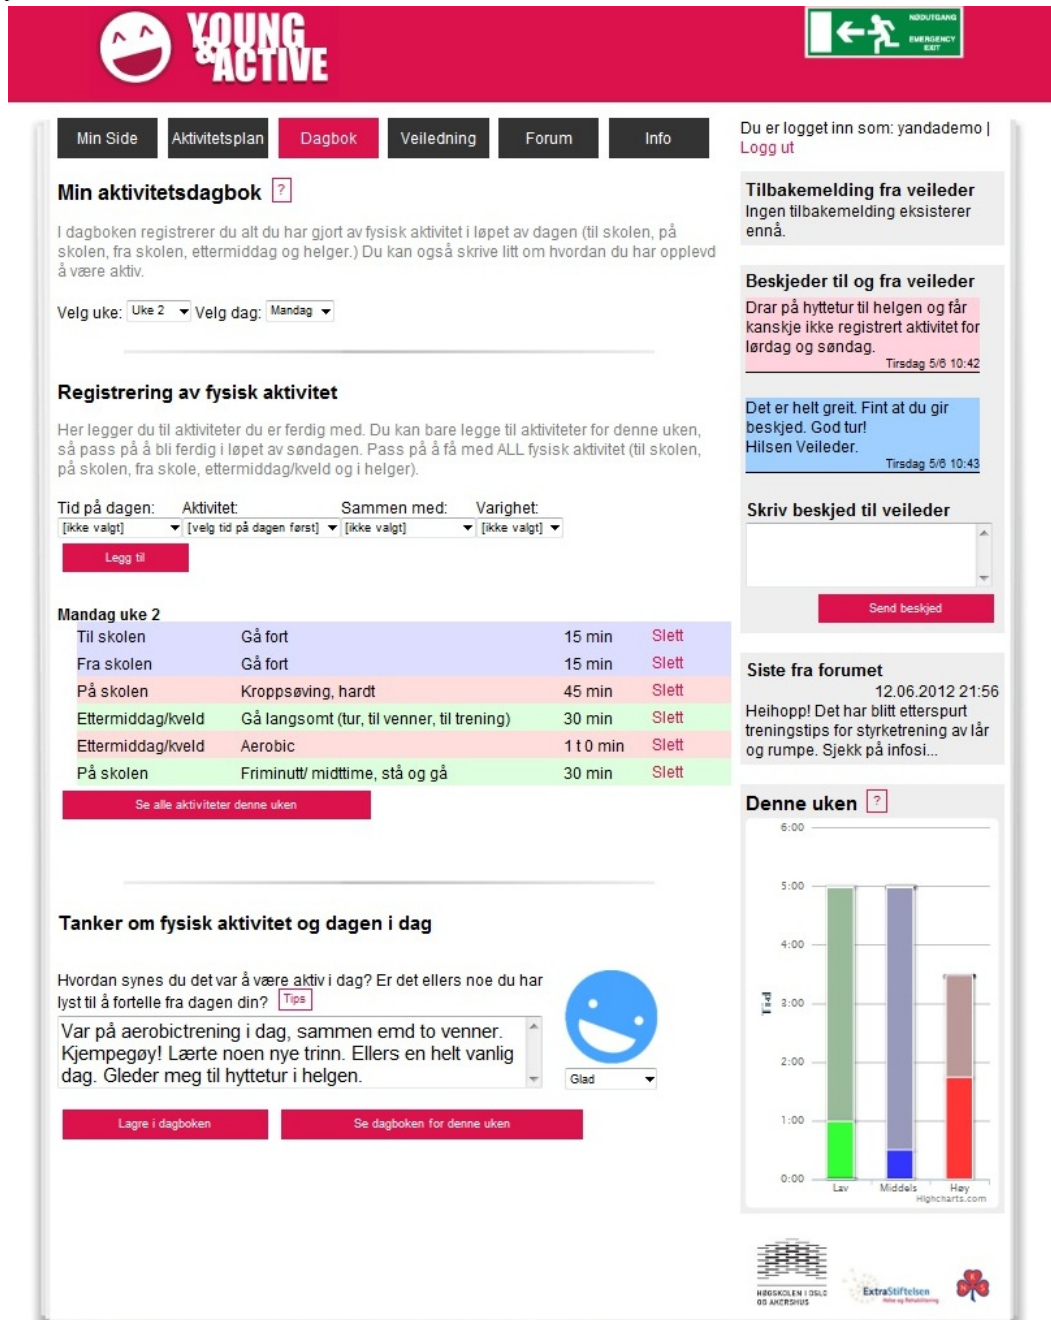 YOUNG
& ACTIVE
NØDUTGANG
EMERGENCY
EXIT
Min Side
Aktivitetsplan
Dagbok
Veiledning
Forum
Info
Du er logget inn som: yandademo |
Logg ut
Min aktivitetsdagbok ?
I dagboken registrerer du alt du har gjort av fysisk aktivitet i løpet av dagen (til skolen, på
skolen, fra skolen, ettermiddag og helger.) Du kan også skrive litt om hvordan du har opplevd
å være aktiv.
Velg uke: Uke 2 Velg dag: Mandag
Registrering av fysisk aktivitet
Her legger du til aktiviteter du er ferdig med. Du kan bare legge til aktiviteter for denne uken,
så pass på å bli ferdig i løpet av søndagen. Pass på å få med ALL fysisk aktivitet (til skolen,
på skolen, fra skole, ettermiddag/kveld og i helger).
Tid på dagen: Aktivitet: Sammen med: Varighet:
[ikke valgt] [velg tid på dagen først] [ikke valgt] [ikke valgt]
Legg til
Mandag uke 2
Til skolen Gå fort 15 min Slett
Fra skolen Gå fort 15 min Slett
På skolen Kroppsøving, hardt 45 min Slett
Ettermiddag/kveld Gå langsomt (tur, til venner, til trening) 30 min Slett
Ettermiddag/kveld Aerobic 1 t 0 min Slett
På skolen Friminutt/ midttime, stå og gå 30 min Slett
Se alle aktiviteter denne uken
Tanker om fysisk aktivitet og dagen i dag
Hvordan synes du det var å være aktiv i dag? Er det ellers noe du har
lyst til å fortelle fra dagen din? Tips
Var på aerobictrening i dag, sammen emd to venner.
Kjempegøy! Lærte noen nye trinn. Ellers en helt vanlig
dag. Gleder meg til hyttetur i helgen.
Glad
Lagre i dagboken
Se dagboken for denne uken
Tilbakemelding fra veileder
Ingen tilbakemelding eksisterer
ennå.
Beskjeder til og fra veileder
Drar på hyttetur til helgen og får
kanskje ikke registrert aktivitet for
lørdag og søndag.
Tirsdag 5/6 10:42
Det er helt greit. Fint at du gir
beskjed. God tur!
Hilsen Veileder.
Tirsdag 5/6 10:43
Skriv beskjed til veileder
Send beskjed
Siste fra forumet
12.06.2012 21:56
Heihopp! Det har blitt etterspurt
treningstips for styrketrening av lår
og rumpe. Sjekk på infosi...
Denne uken ?
6:00
5:00
4:00
Tid
3:00
2:00
1:00
0:00
Lav Middels Høy
Highcharts.com
HØGSKOLEN I OSLO
OG AKERSHUS
ExtraStiftelsen
Helse og Rehabilitering
N K S